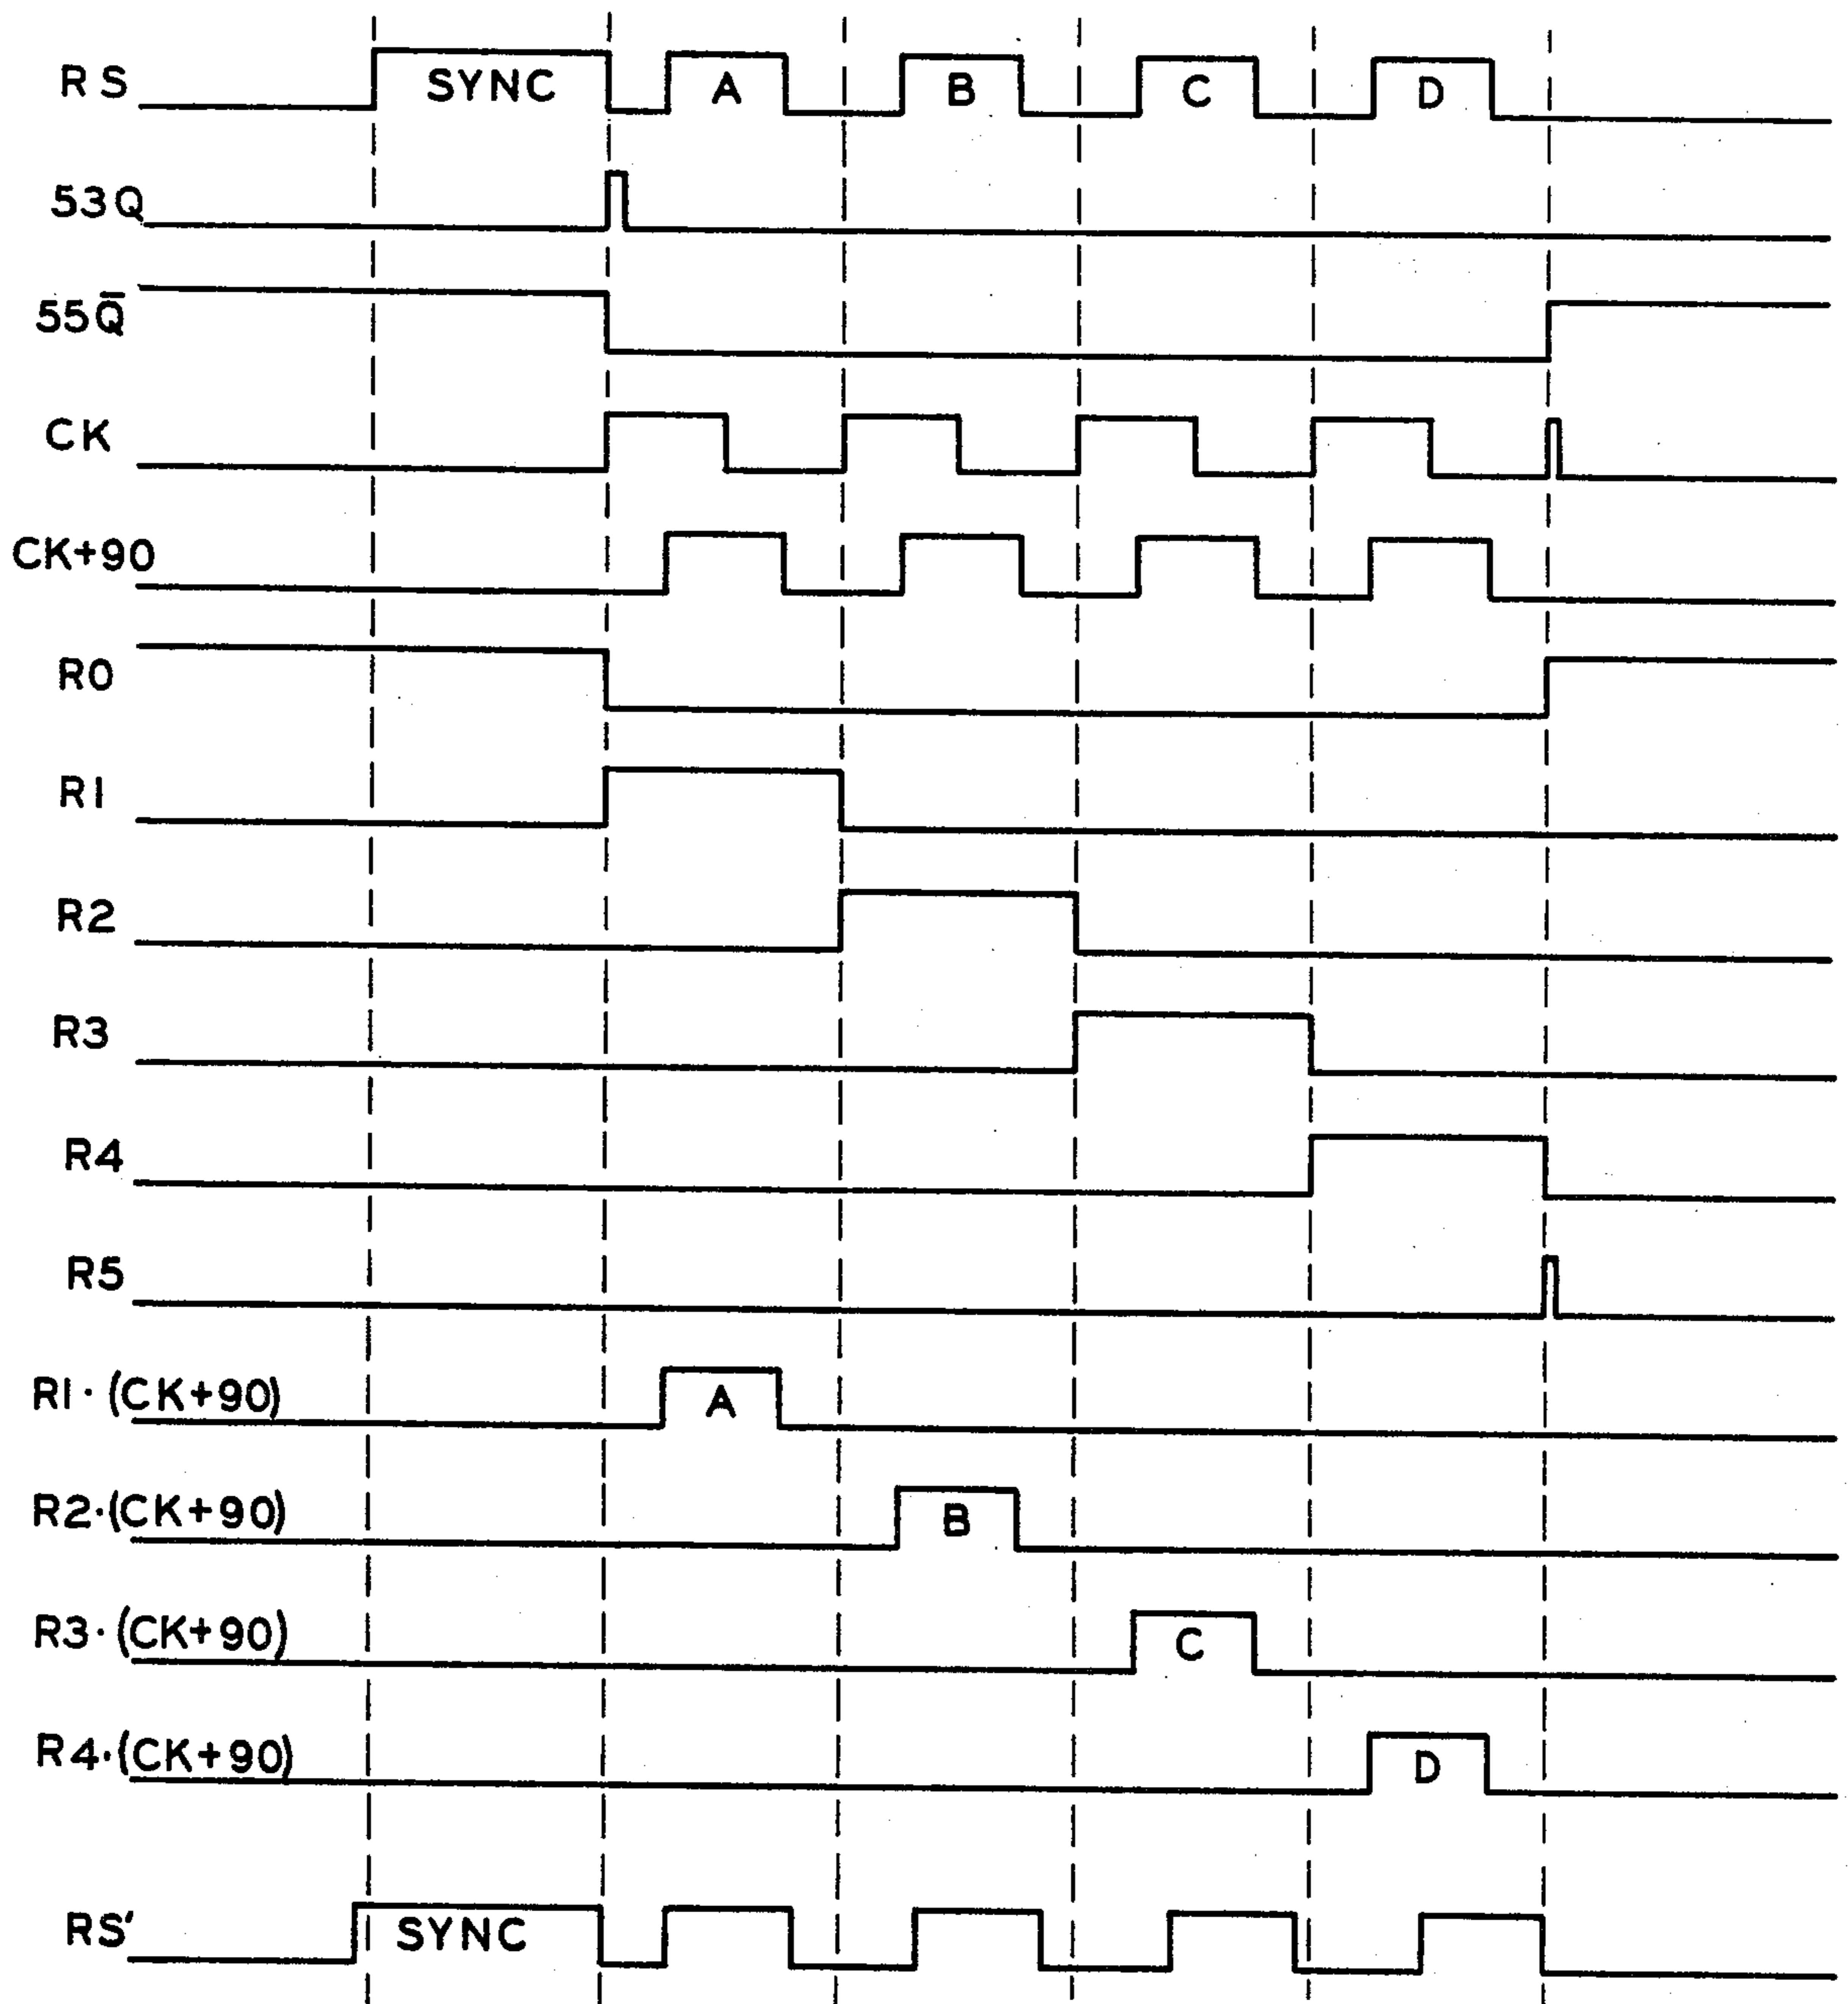 RS SYNC A B C D
53Q
55Q̅
CK
CK+90
R0
R1
R2
R3
R4
R5
R1·(CK+90) A
R2·(CK+90) B
R3·(CK+90) C
R4·(CK+90) D
RS' SYNC